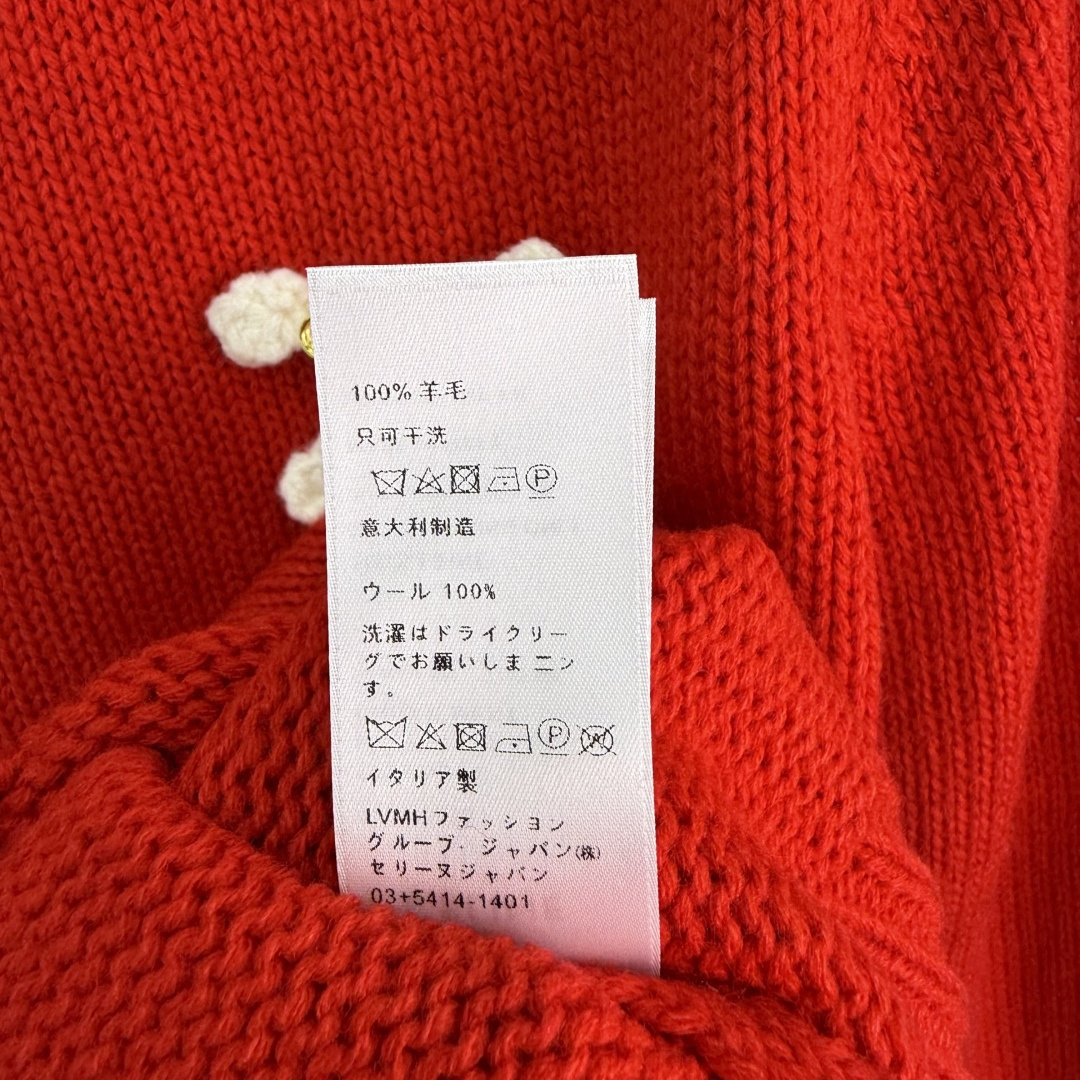 100% 羊毛
只可干洗
P
意大利制造
ウール 100%
洗濯はドライクリー
グでお願いしま ニン
す。
P
イタリア製
LVMHファッション
グループ・ジャパン(株)
セリーヌジャパン
03+5414-1401